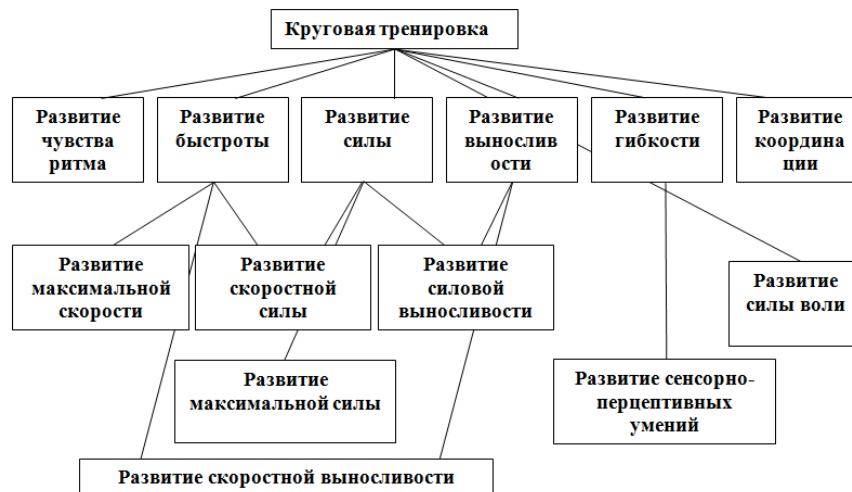 Круговая тренировка
Развитие
чувства
ритма
Развитие
быстроты
Развитие
силы
Развитие
вынослив
ости
Развитие
гибкости
Развитие
координа
ции
Развитие
максимальной
скорости
Развитие
скоростной
силы
Развитие
силовой
выносливости
Развитие
силы воли
Развитие
максимальной силы
Развитие сенсорно-
перцептивных
умений
Развитие скоростной выносливости